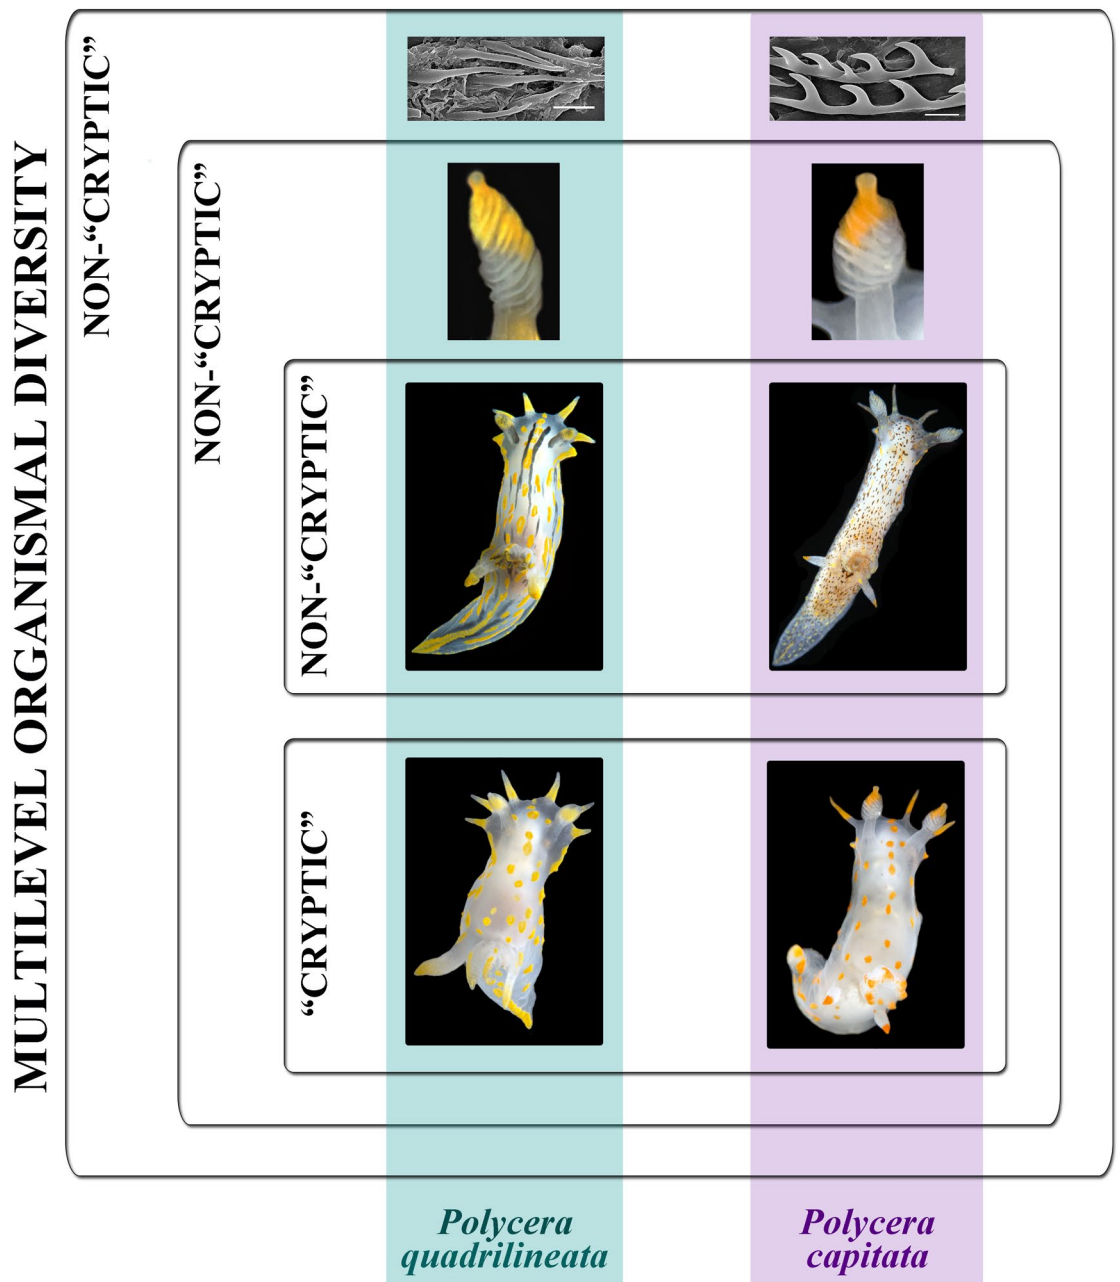 MULTILEVEL ORGANISMAL DIVERSITY
NON-“CRYPTIC”
NON-“CRYPTIC”
NON-“CRYPTIC”
“CRYPTIC”
Polycera
quadrilineata
Polycera
capitata